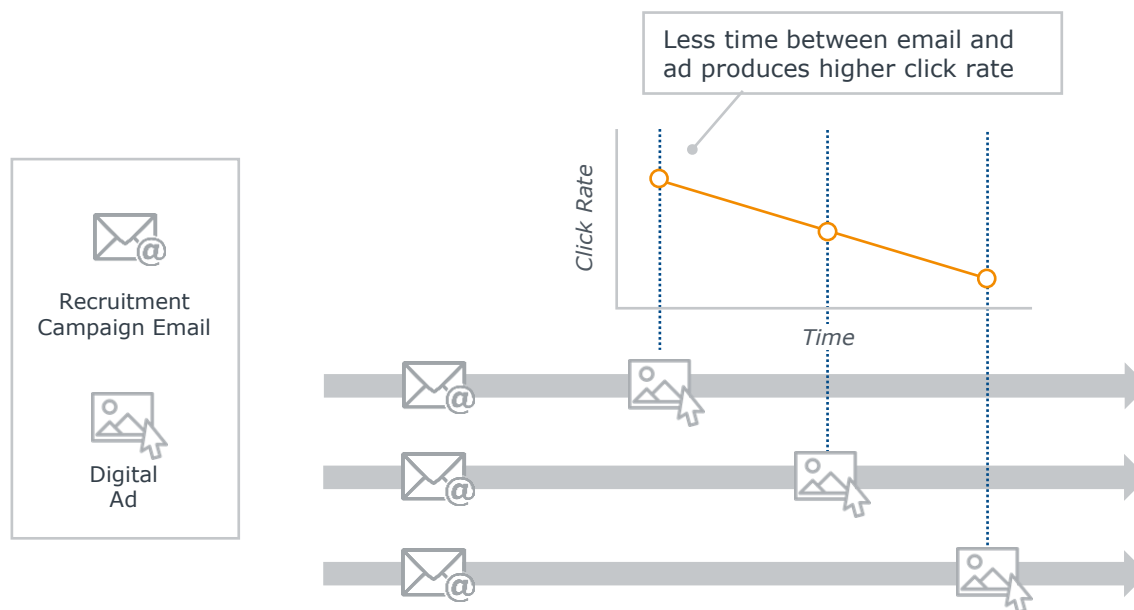 Less time between email and
ad produces higher click rate
Click Rate
Time
@
Recruitment
Campaign Email
Digital
Ad
@
@
@